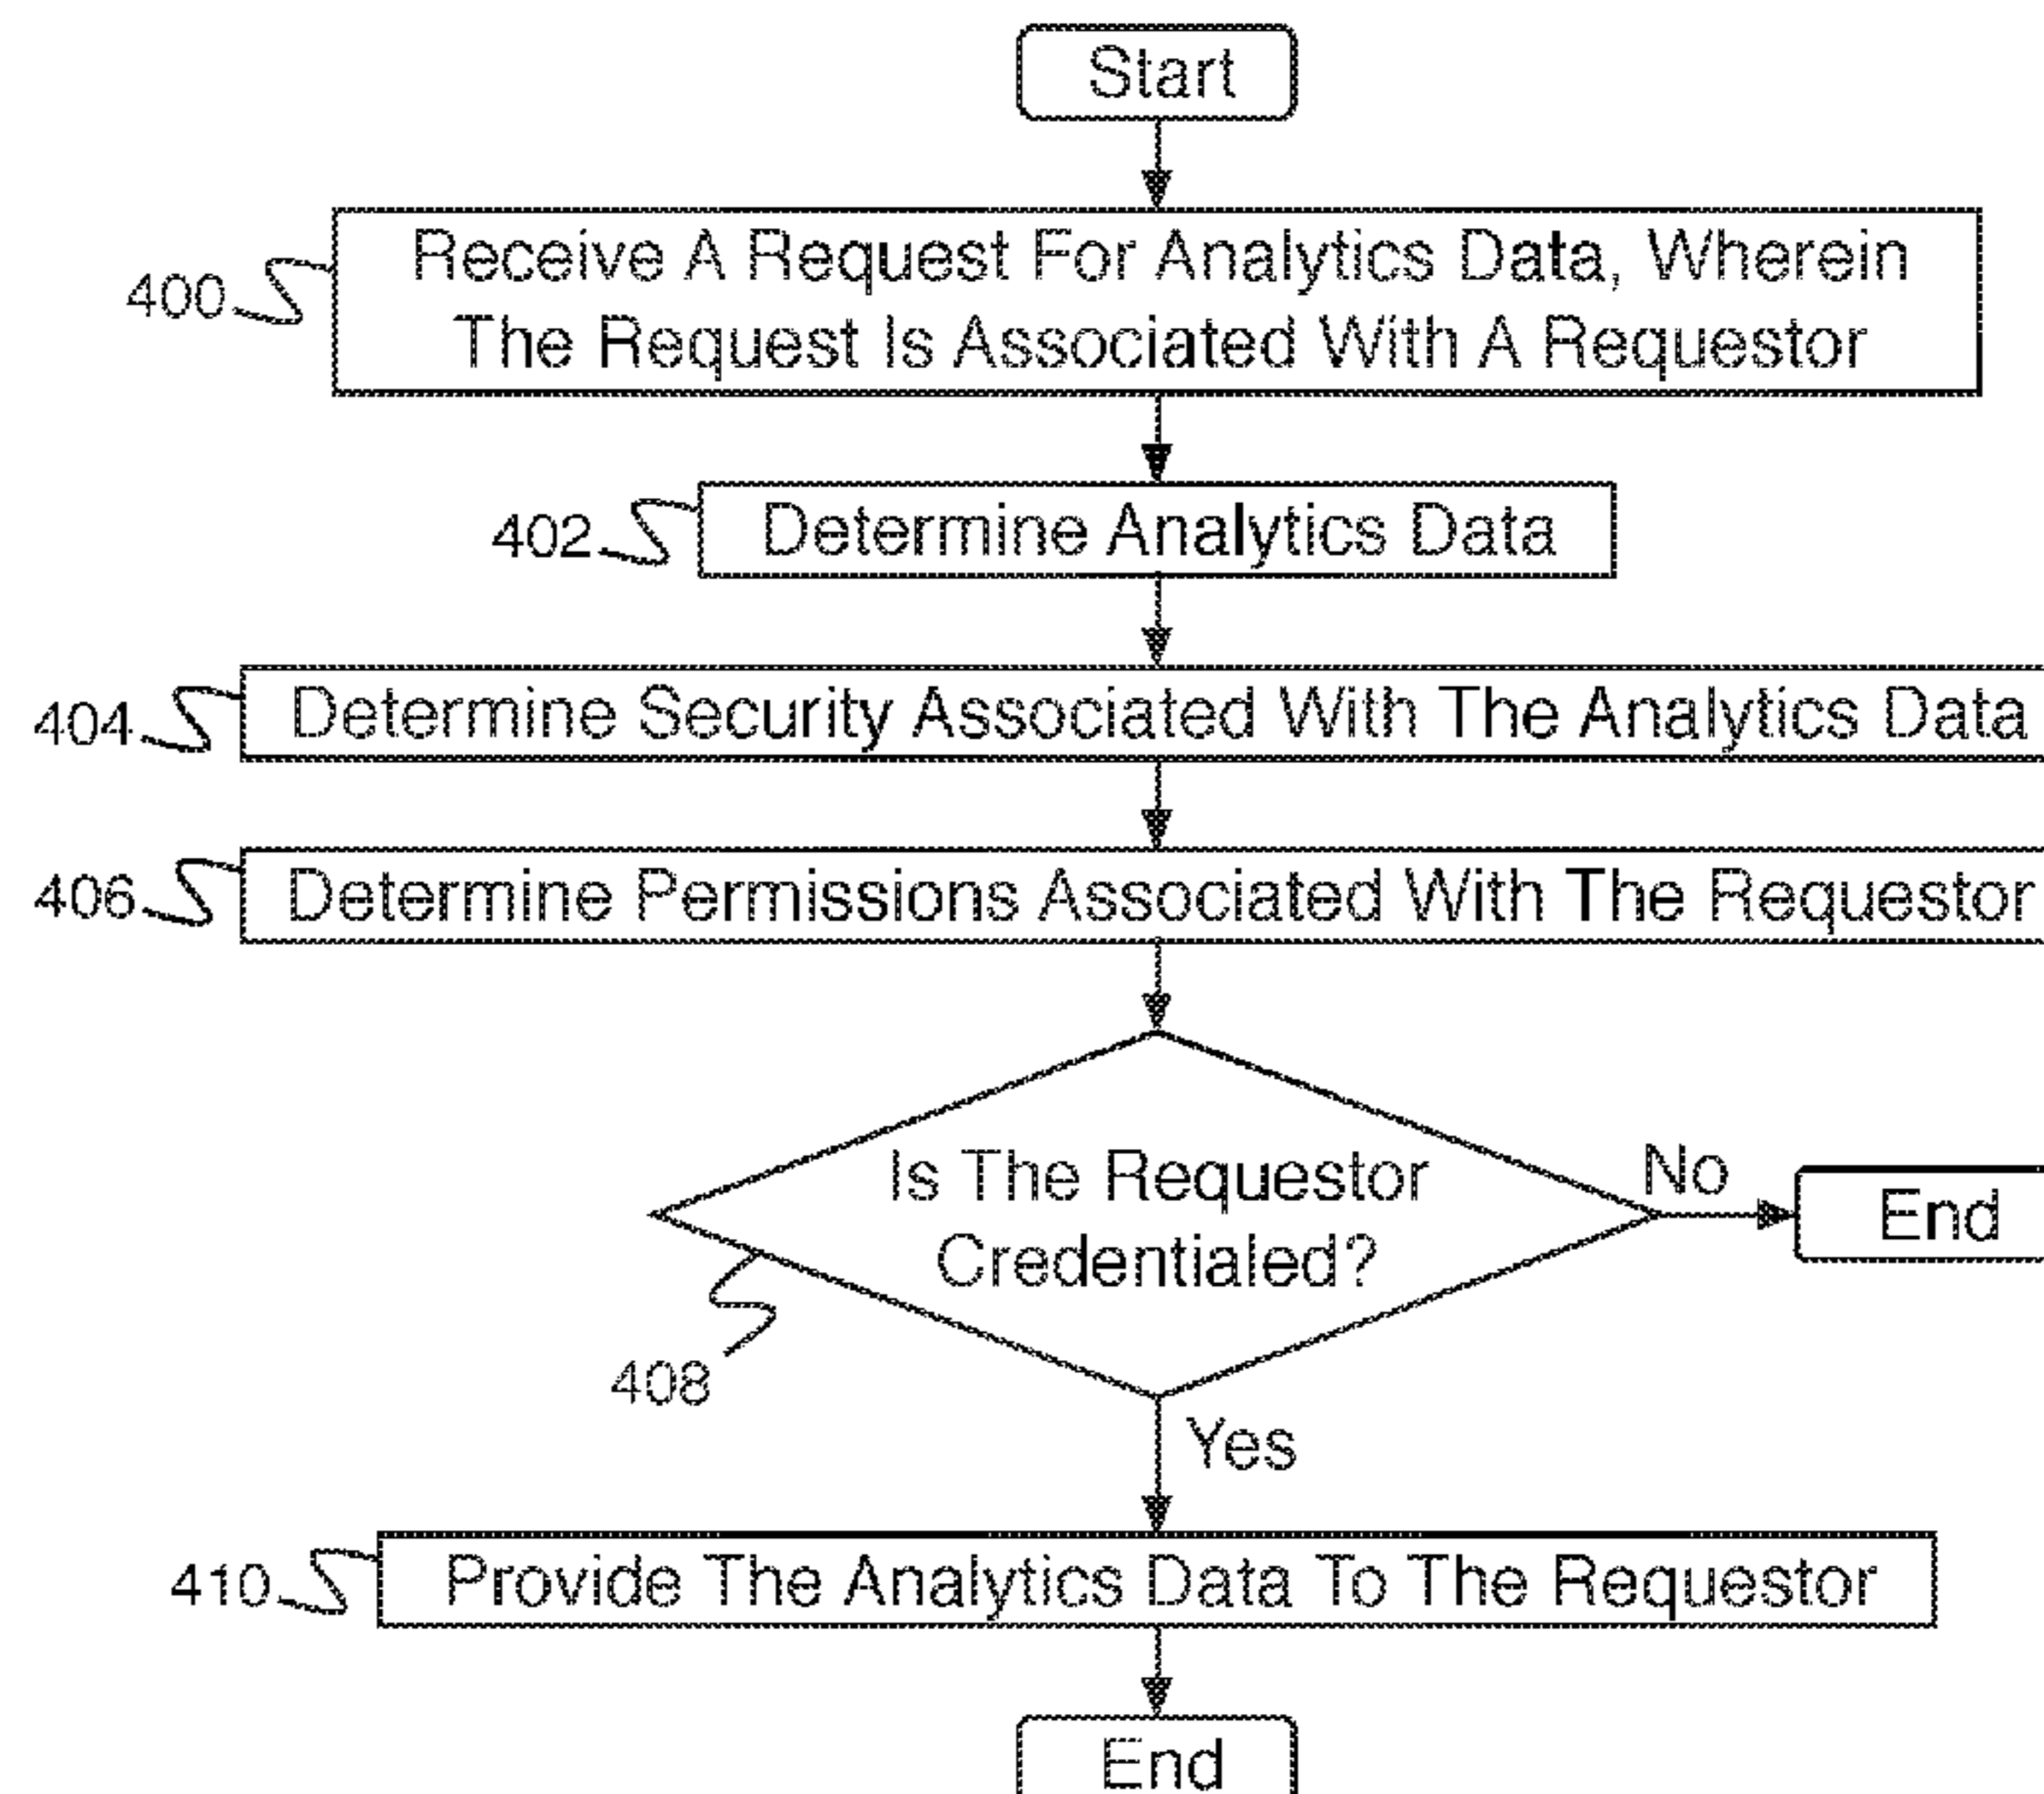 Start
400
Receive A Request For Analytics Data, Wherein
The Request Is Associated With A Requestor
402
Determine Analytics Data
404
Determine Security Associated With The Analytics Data
406
Determine Permissions Associated With The Requestor
Is The Requestor
Credentialed?
No
End
408
Yes
410
Provide The Analytics Data To The Requestor
End